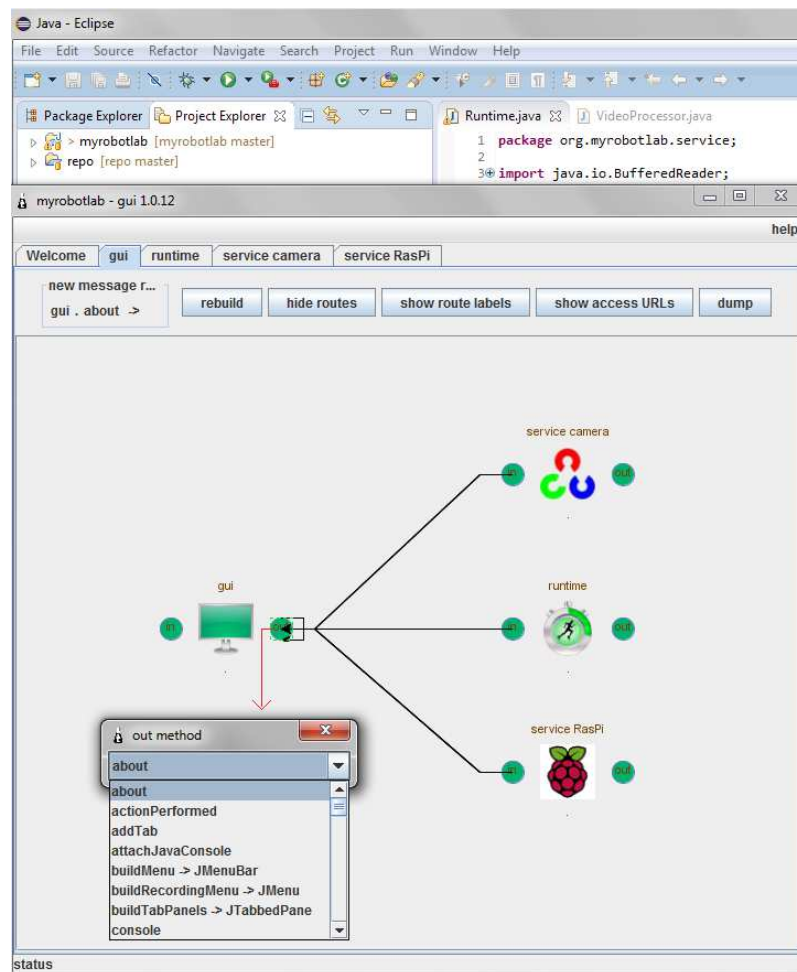 Java - Eclipse
File Edit Source Refactor Navigate Search Project Run Window Help
Package Explorer Project Explorer
Runtime.java VideoProcessor.java
> myrobotlab [myrobotlab master]
repo [repo master]
1 package org.myrobotlab.service;
2
3 import java.io.BufferedReader;
myrobotlab - gui 1.0.12
help
Welcome gui runtime service camera service RasPi
new message r...
gui . about ->
rebuild hide routes show route labels show access URLs dump
service camera
in out
gui
in out
runtime
in out
service RasPi
in out
out method
about
about
actionPerformed
addTab
attachJavaConsole
buildMenu -> JMenuBar
buildRecordingMenu -> JMenu
buildTabPanels -> JTabbedPane
console
status